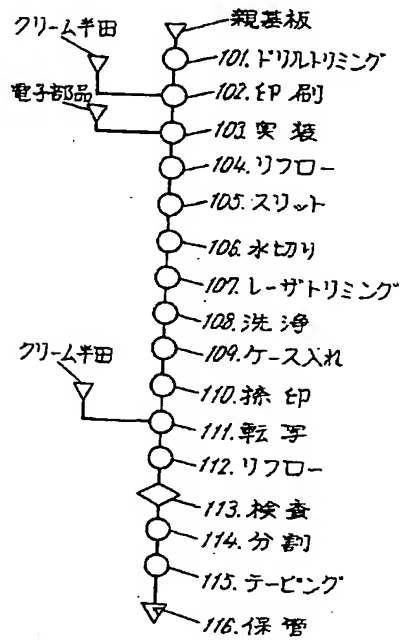 親基板
クリーム半田
101.ドリルトリミング
102.印刷
電子部品
103.実装
104.リフロー
105.スリット
106.水切り
107.レーザトリミング
108.洗浄
クリーム半田
109.ケース入れ
110.捺印
111.転写
112.リフロー
113.検査
114.分割
115.テーピング
116.保管